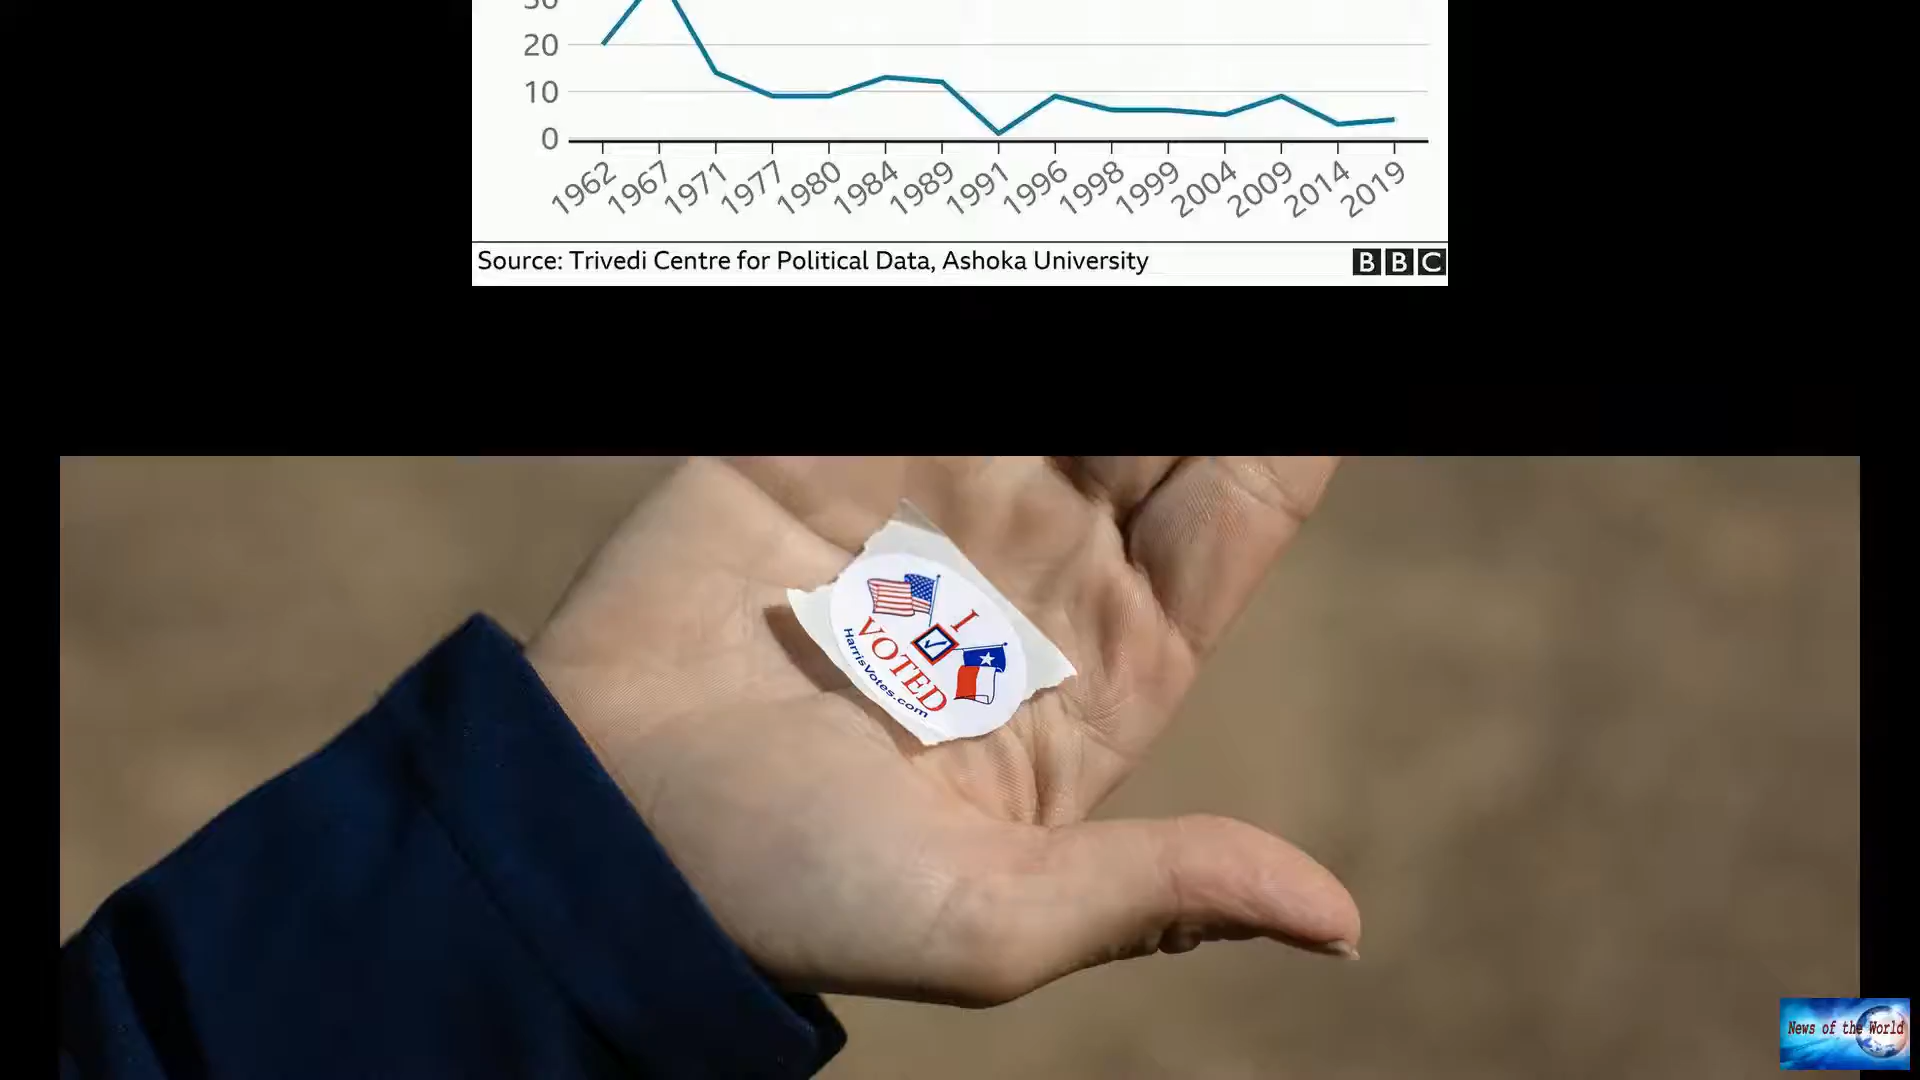 30
20
10
0
1962 1967 1971 1977 1980 1984 1989 1991 1996 1998 1999 2004 2009 2014 2019
Source: Trivedi Centre for Political Data, Ashoka University
BBC
I
VOTED
HarrisVotes.com
News of the World